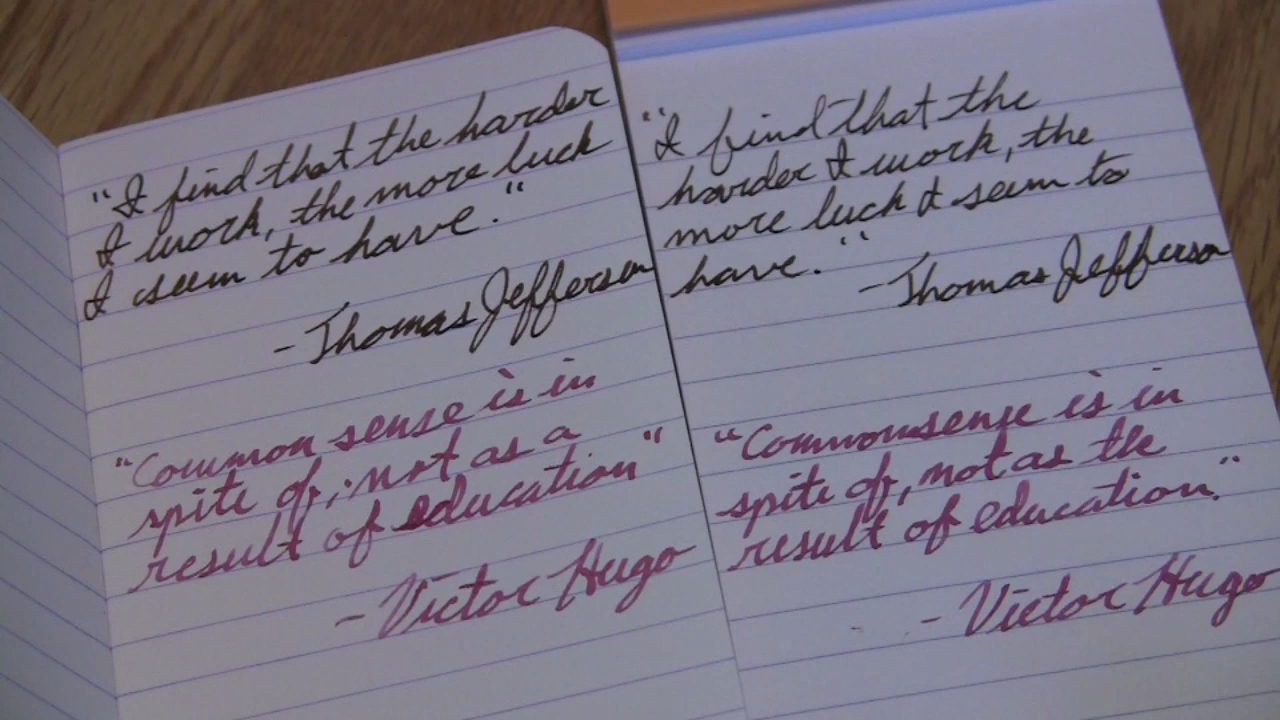 "I find that the harder
I work, the more luck
I seem to have."
- Thomas Jefferson
"Common sense is in
spite of, not as a
result of education"
- Victor Hugo
"I find that the
harder I work, the
more luck I seem to
have."
- Thomas Jefferson
"Common sense is in
spite of, not as the
result of education."
- Victor Hugo